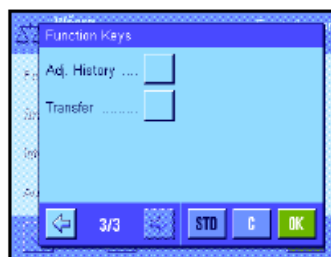 Function Keys
Adj. History ....
Transfer .........
3/3 STD C OK